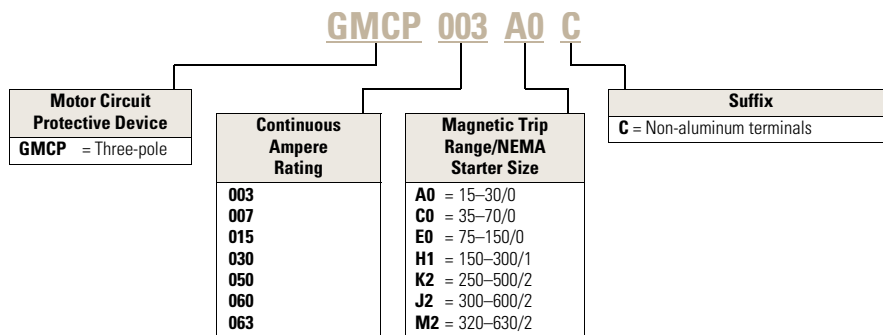 GMCP 003 A0 C
Motor Circuit
Protective Device
GMCP = Three-pole
Continuous
Ampere
Rating
003
007
015
030
050
060
063
Magnetic Trip
Range/NEMA
Starter Size
A0 = 15–30/0
C0 = 35–70/0
E0 = 75–150/0
H1 = 150–300/1
K2 = 250–500/2
J2 = 300–600/2
M2 = 320–630/2
Suffix
C = Non-aluminum terminals